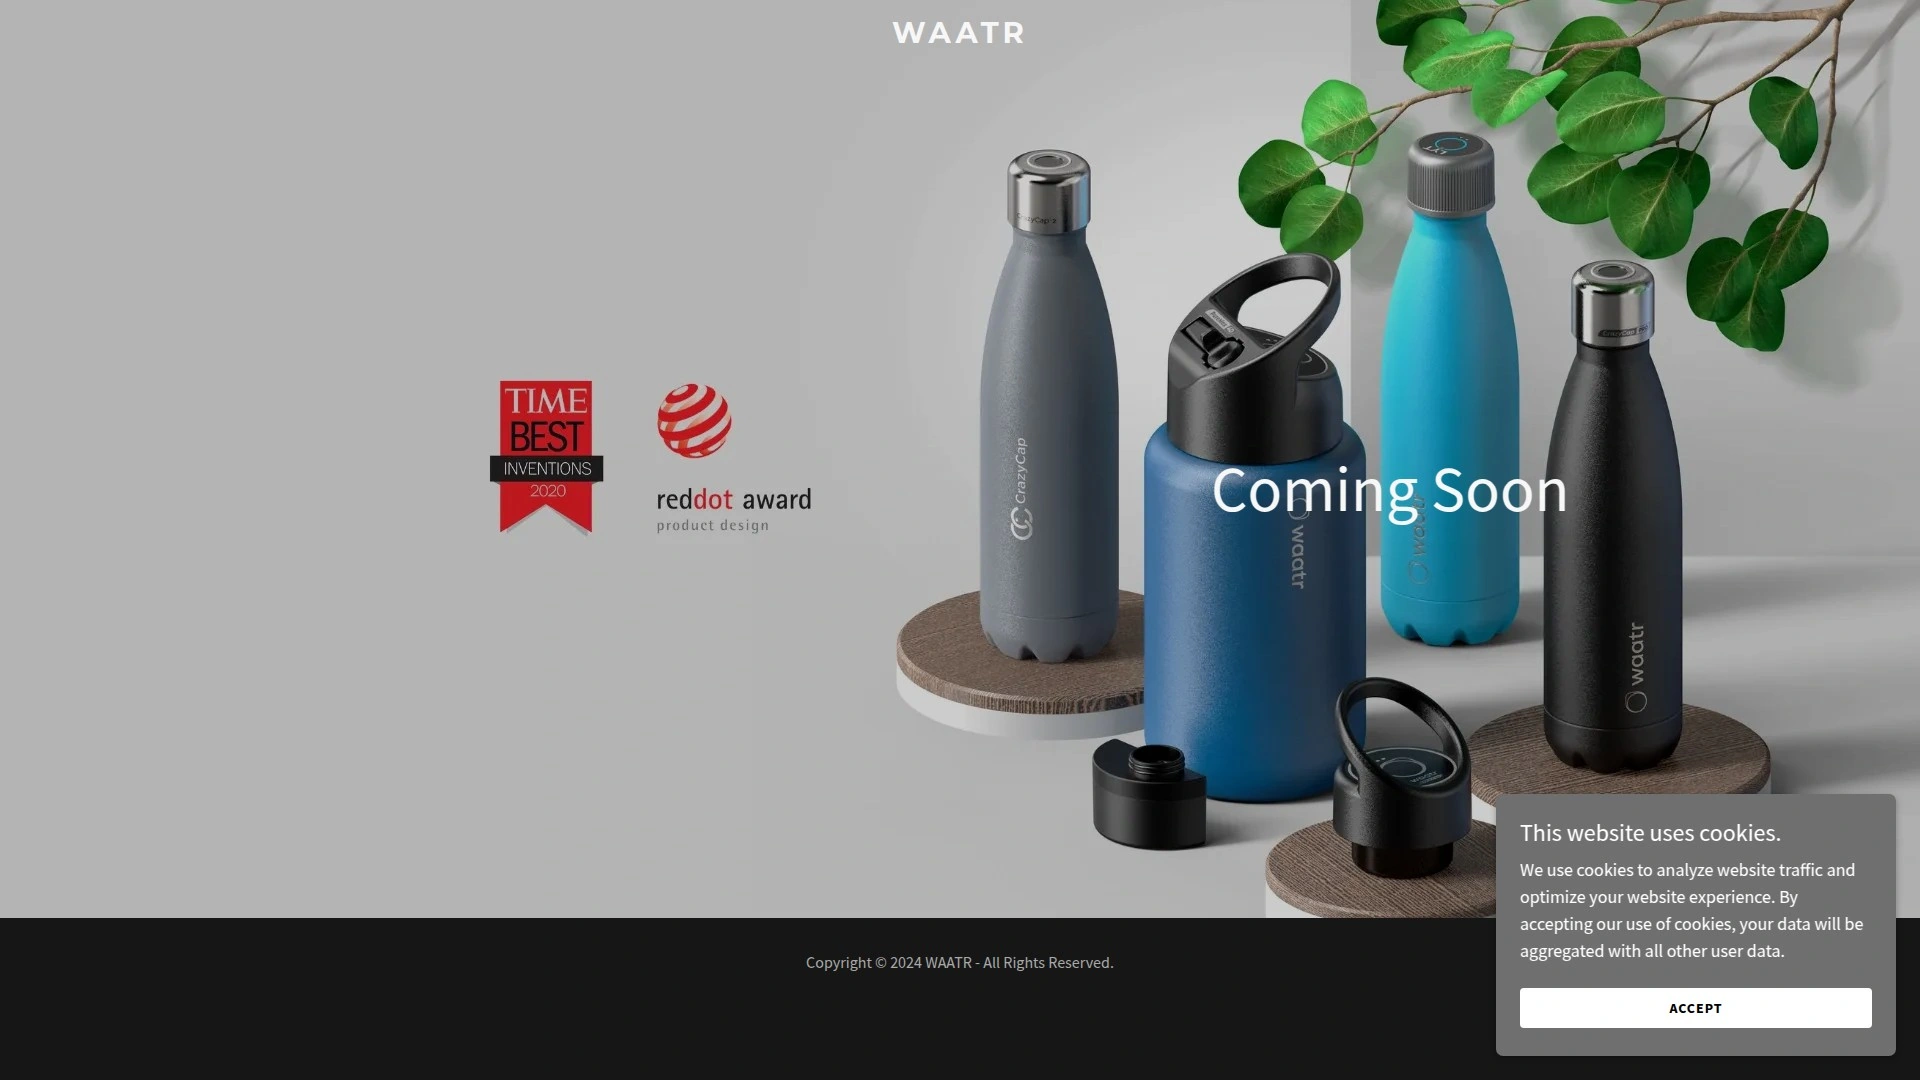 WAATR
TIME
BEST
INVENTIONS
2020
reddot award
product design
CrazyCap
Coming Soon
waatr
waatr
waatr
This website uses cookies.
We use cookies to analyze website traffic and
optimize your website experience. By
accepting our use of cookies, your data will be
aggregated with all other user data.
ACCEPT
Copyright © 2024 WAATR - All Rights Reserved.